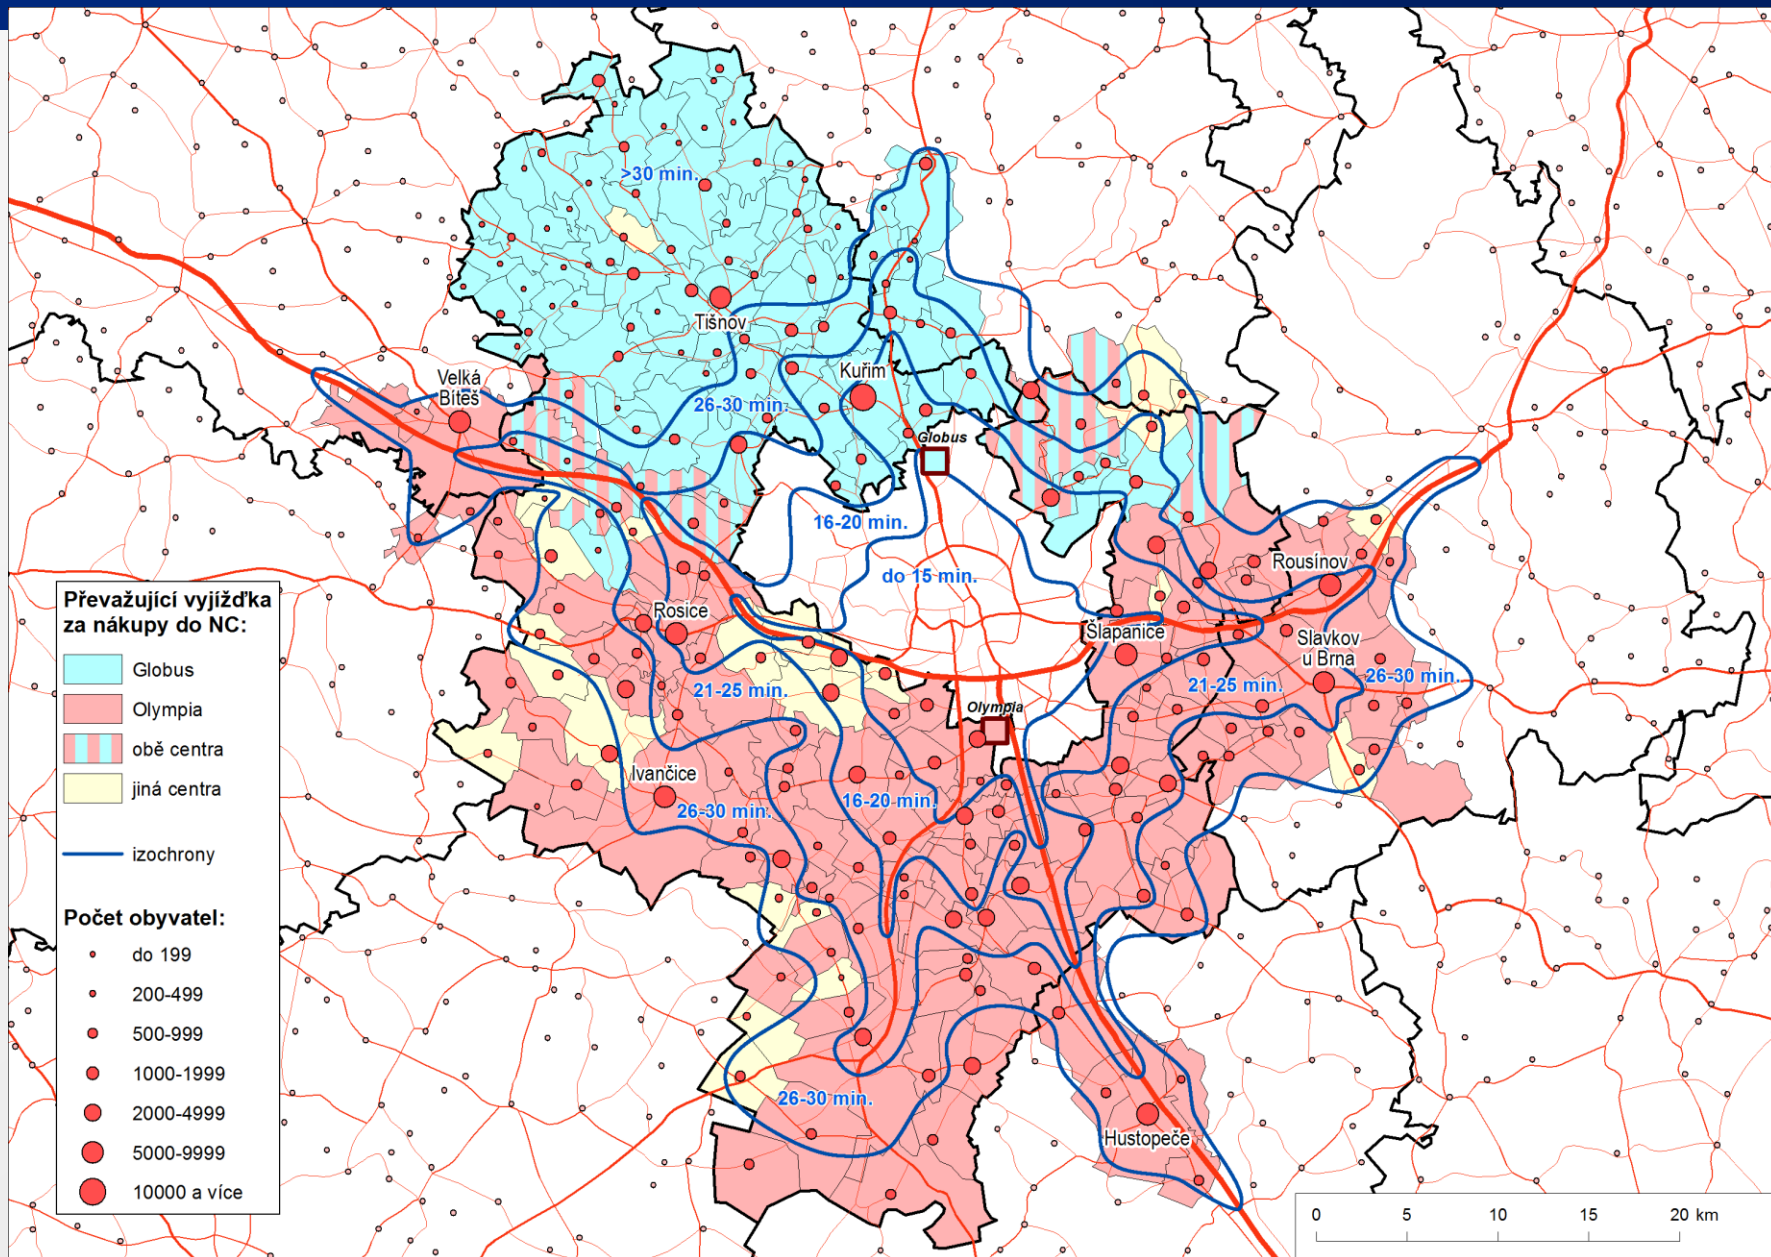 >30 min.
Tišnov
Velká
Bíteš
Kuřim
26-30 min.
Globus
16-20 min.
do 15 min.
Rousínov
Rosice
Šlapanice
Slavkov
u Brna
21-25 min.
21-25 min.
26-30 min.
Olympia
Ivančice
26-30 min.
16-20 min.
26-30 min.
Hustopeče
Převažující vyjížďka
za nákupy do NC:
Globus
Olympia
obě centra
jiná centra
izochrony
Počet obyvatel:
do 199
200-499
500-999
1000-1999
2000-4999
5000-9999
10000 a více
0 5 10 15 20 km